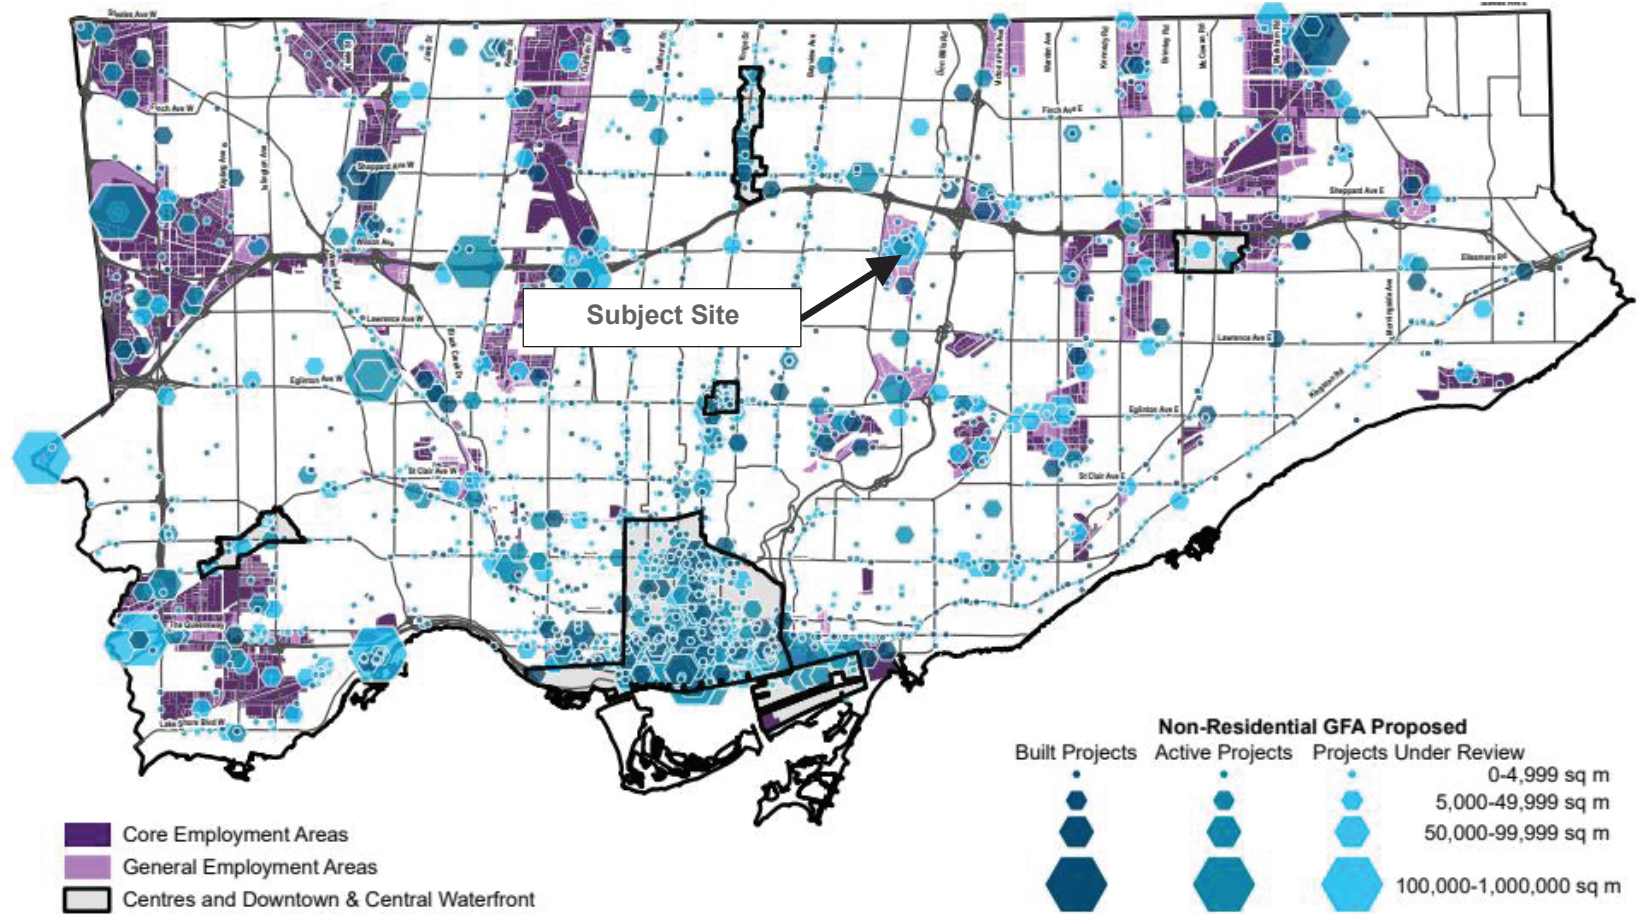 Steeles Ave W
Steeles Ave E
Jane St
Keele St
Dufferin St
Bathurst St
Yonge St
Bayview Ave
Don Mills Rd
Victoria Park Ave
Warden Ave
Kennedy Rd
Brimley Rd
McCowan Rd
Markham Rd
Finch Ave W
Finch Ave E
Kipling Ave
Islington Ave
Sheppard Ave W
Sheppard Ave E
Wilson Ave
Ellesmere Rd
Subject Site
Lawrence Ave W
Black Creek Dr
Lawrence Ave E
Morningside Ave
Eglinton Ave W
Kingston Rd
Eglinton Ave E
St Clair Ave W
St Clair Ave E
The Queensway
Lake Shore Blvd W
Non-Residential GFA Proposed
Built Projects Active Projects Projects Under Review
0-4,999 sq m
5,000-49,999 sq m
50,000-99,999 sq m
100,000-1,000,000 sq m
Core Employment Areas
General Employment Areas
Centres and Downtown & Central Waterfront